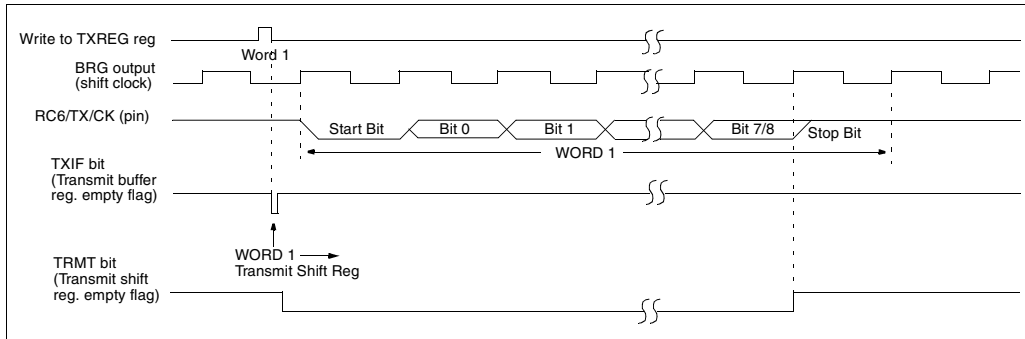 Write to TXREG reg
Word 1
BRG output
(shift clock)
RC6/TX/CK (pin)
Start Bit
Bit 0
Bit 1
Bit 7/8
Stop Bit
WORD 1
TXIF bit
(Transmit buffer
reg. empty flag)
WORD 1
Transmit Shift Reg
TRMT bit
(Transmit shift
reg. empty flag)